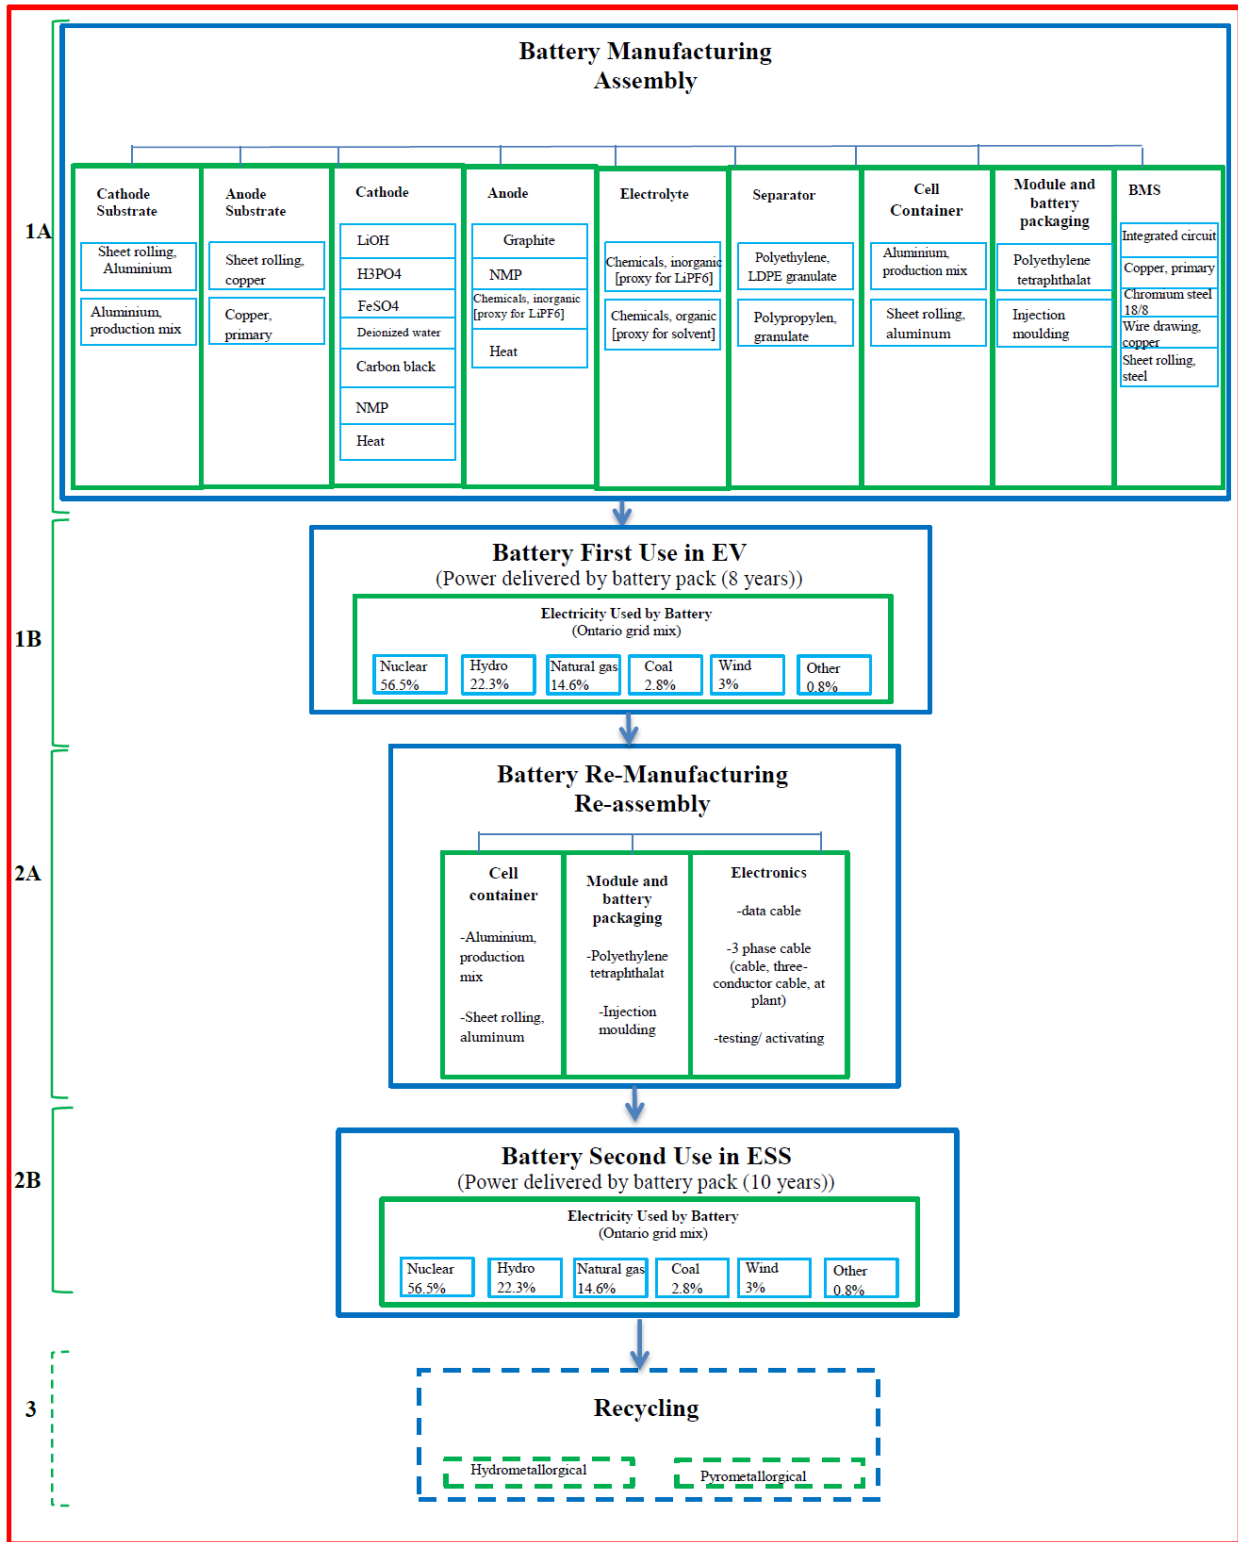 Battery Manufacturing
Assembly
1A
Cathode
Substrate
Sheet rolling,
Aluminium
Aluminium,
production mix
Anode
Substrate
Sheet rolling,
copper
Copper,
primary
Cathode
LiOH
H3PO4
FeSO4
Deionized water
Carbon black
NMP
Heat
Anode
Graphite
NMP
Chemicals, inorganic
[proxy for LiPF6]
Heat
Electrolyte
Chemicals, inorganic
[proxy for LiPF6]
Chemicals, organic
[proxy for solvent]
Separator
Polyethylene,
LDPE granulate
Polypropylen,
granulate
Cell
Container
Aluminium,
production mix
Sheet rolling,
aluminum
Module and
battery
packaging
Polyethylene
tetraphthalat
Injection
moulding
BMS
Integrated circuit
Copper, primary
Chromium steel
18/8
Wire drawing,
copper
Sheet rolling,
steel
1B
Battery First Use in EV
(Power delivered by battery pack (8 years))
Electricity Used by Battery
(Ontario grid mix)
Nuclear
56.5%
Hydro
22.3%
Natural gas
14.6%
Coal
2.8%
Wind
3%
Other
0.8%
2A
Battery Re-Manufacturing
Re-assembly
Cell
container
-Aluminium,
production
mix
-Sheet rolling,
aluminum
Module and
battery
packaging
-Polyethylene
tetraphthalat
-Injection
moulding
Electronics
-data cable
-3 phase cable
(cable, three-
conductor cable, at
plant)
-testing/ activating
2B
Battery Second Use in ESS
(Power delivered by battery pack (10 years))
Electricity Used by Battery
(Ontario grid mix)
Nuclear
56.5%
Hydro
22.3%
Natural gas
14.6%
Coal
2.8%
Wind
3%
Other
0.8%
3
Recycling
Hydrometallorgical
Pyrometallorgical